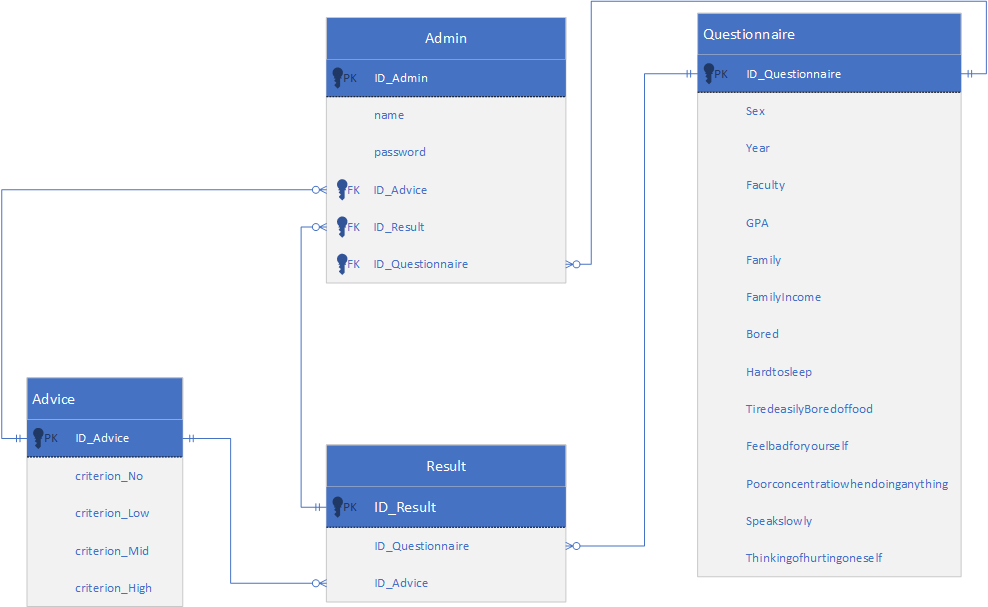 Admin
PK ID_Admin
name
password
FK ID_Advice
FK ID_Result
FK ID_Questionnaire
Questionnaire
PK ID_Questionnaire
Sex
Year
Faculty
GPA
Family
FamilyIncome
Bored
Hardtosleep
TiredeasilyBoredoffood
Feelbadforyourself
Poorconcentratiowhendoinganything
Speakslowly
Thinkingofhurtingoneself
Advice
PK ID_Advice
criterion_No
criterion_Low
criterion_Mid
criterion_High
Result
PK ID_Result
ID_Questionnaire
ID_Advice